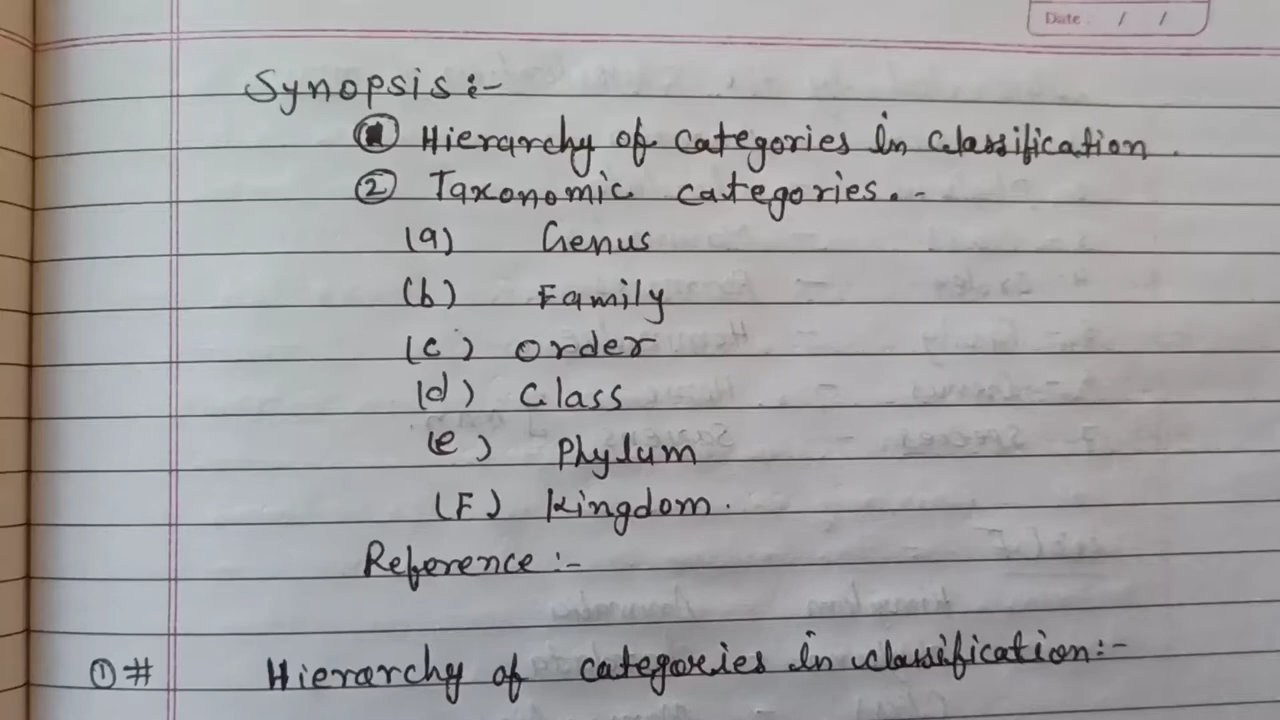 Date / /
Synopsis :-
① Hierarchy of categories in classification.
② Taxonomic categories. -
(a) Genus
(b) Family
(c) order
(d) Class
(e) Phylum
(F) kingdom.
Reference :-
① # Hierarchy of categories in classification :-